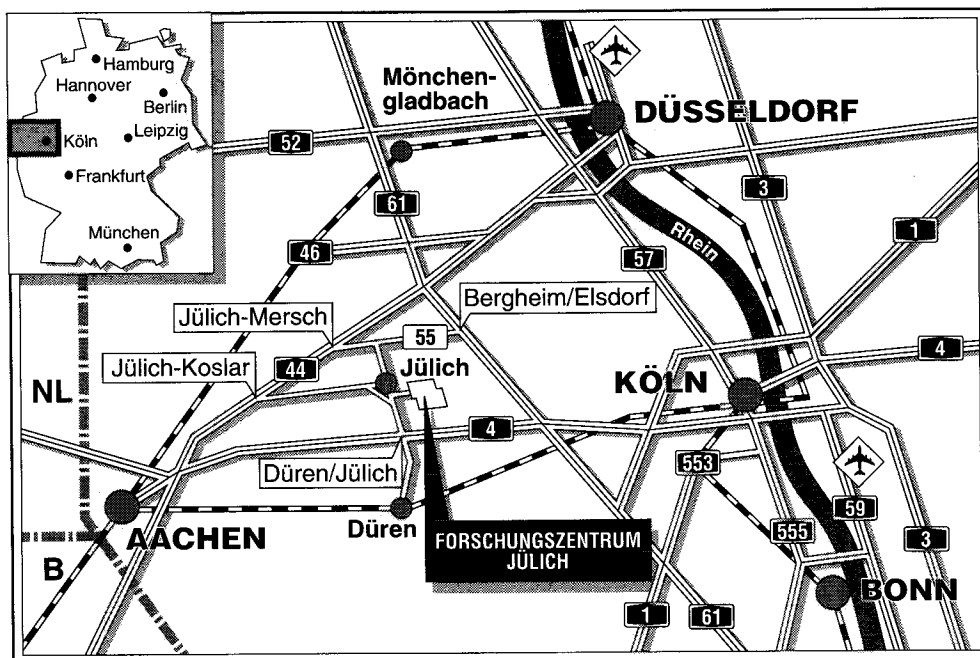 Hamburg
Hannover
Berlin
Köln
Leipzig
Frankfurt
München
Mönchen-
gladbach
DÜSSELDORF
52
61
3
1
46
57
Rhein
Bergheim/Elsdorf
Jülich-Mersch
55
4
44
Jülich-Koslar
Jülich
NL
KÖLN
4
Düren/Jülich
553
AACHEN
Düren
555
59
3
FORSCHUNGSZENTRUM
JÜLICH
B
BONN
1
61